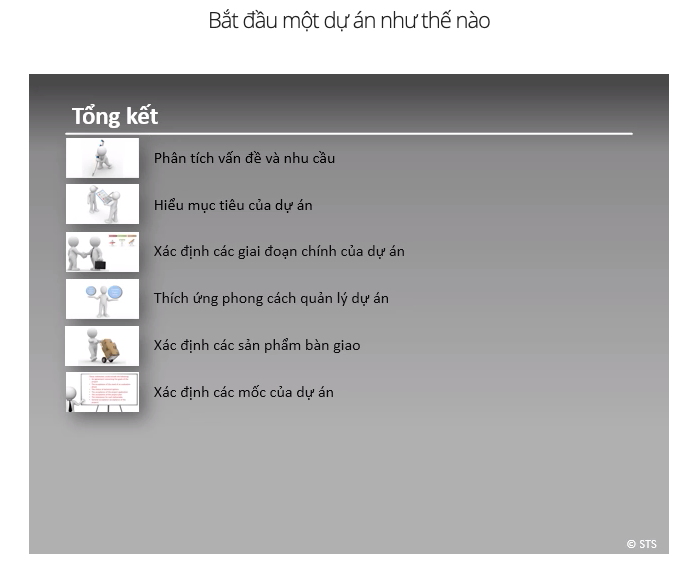 Bắt đầu một dự án như thế nào
Tổng kết
Phân tích vấn đề và nhu cầu
Hiểu mục tiêu của dự án
Xác định các giai đoạn chính của dự án
Thích ứng phong cách quản lý dự án
Xác định các sản phẩm bàn giao
Xác định các mốc của dự án
© STS